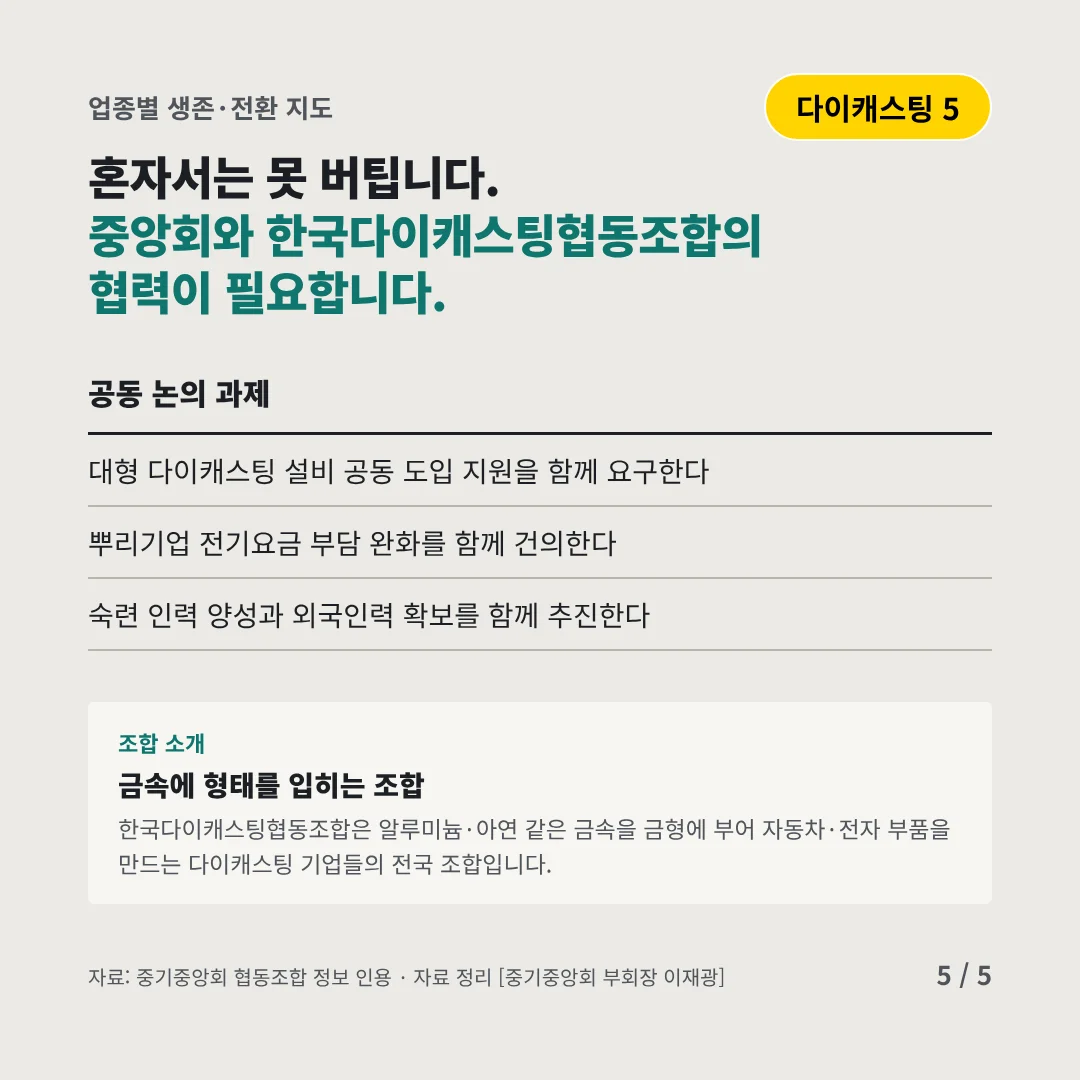 업종별 생존·전환 지도
다이캐스팅 5
혼자서는 못 버팁니다.
중앙회와 한국다이캐스팅협동조합의
협력이 필요합니다.
공동 논의 과제
대형 다이캐스팅 설비 공동 도입 지원을 함께 요구한다
뿌리기업 전기요금 부담 완화를 함께 건의한다
숙련 인력 양성과 외국인력 확보를 함께 추진한다
조합 소개
금속에 형태를 입히는 조합
한국다이캐스팅협동조합은 알루미늄·아연 같은 금속을 금형에 부어 자동차·전자 부품을
만드는 다이캐스팅 기업들의 전국 조합입니다.
자료: 중기중앙회 협동조합 정보 인용 · 자료 정리 [중기중앙회 부회장 이재광]
5 / 5